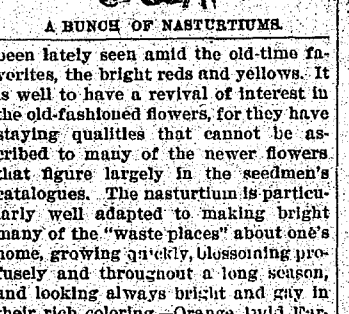 A BUNCH OF NASTURTIUMS.
been lately seen amid the old-time fa-
vorites, the bright reds and yellows. It
is well to have a revival of interest in
the old-fashioned flowers, for they have
staying qualities that cannot be as-
cribed to many of the newer flowers
that figure largely in the seedmen's
catalogues. The nasturtium is particu-
larly well adapted to making bright
many of the "waste places" about one's
home, growing quickly, blossoming pro-
fusely and throughout a long season,
and looking always bright and gay in
their rich coloring—Orange Judd Far-